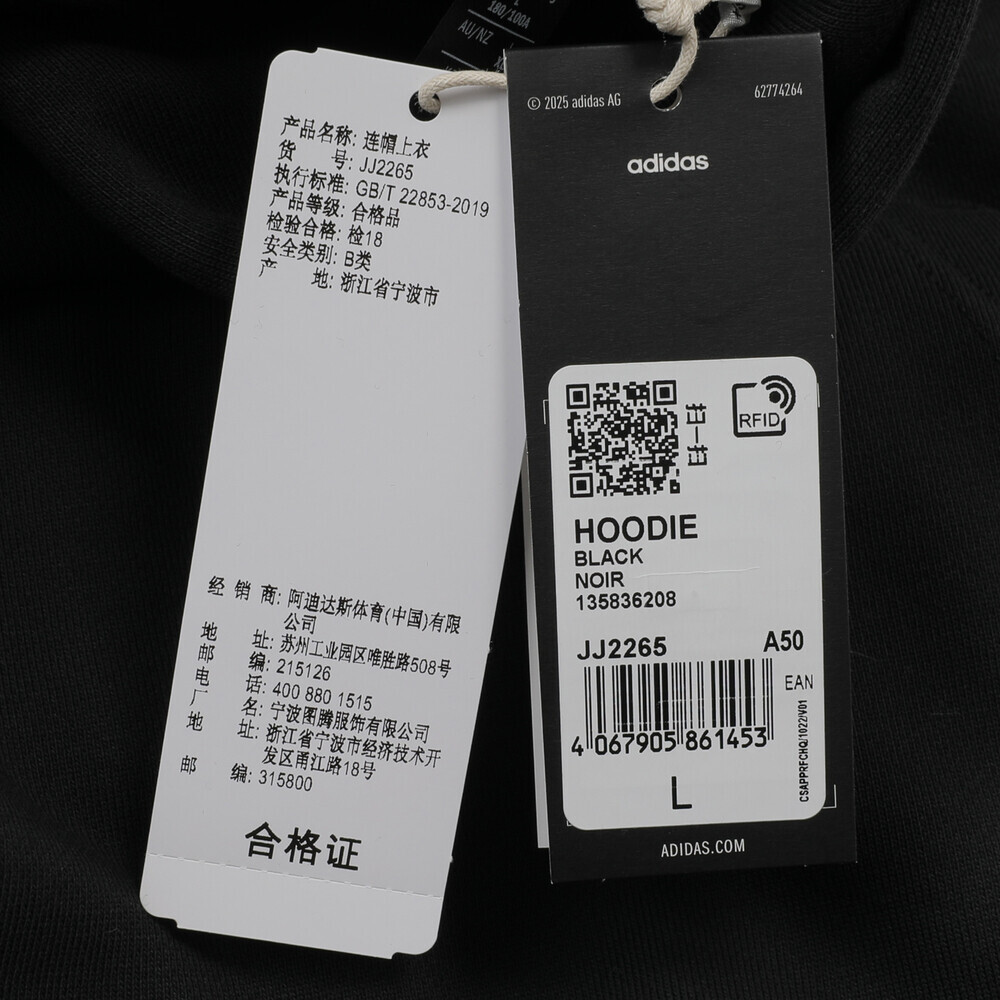 180/100A
AU/NZ
产品名称: 连帽上衣
货 号: JJ2265
执行标准: GB/T 22853-2019
产品等级: 合格品
检验合格: 检18
安全类别: B类
产 地: 浙江省宁波市
经 销 商: 阿迪达斯体育(中国)有限
公司
地 址: 苏州工业园区唯胜路508号
邮 编: 215126
电 话: 400 880 1515
厂 名: 宁波图腾服饰有限公司
地 址: 浙江省宁波市经济技术开
发区甬江路18号
邮 编: 315800
合格证
© 2025 adidas AG
62774264
adidas
扫一扫
RFID
HOODIE
BLACK
NOIR
135836208
JJ2265
A50
EAN
4 067905 861453
CSAPPRFCHQ/1022/V01
L
ADIDAS.COM